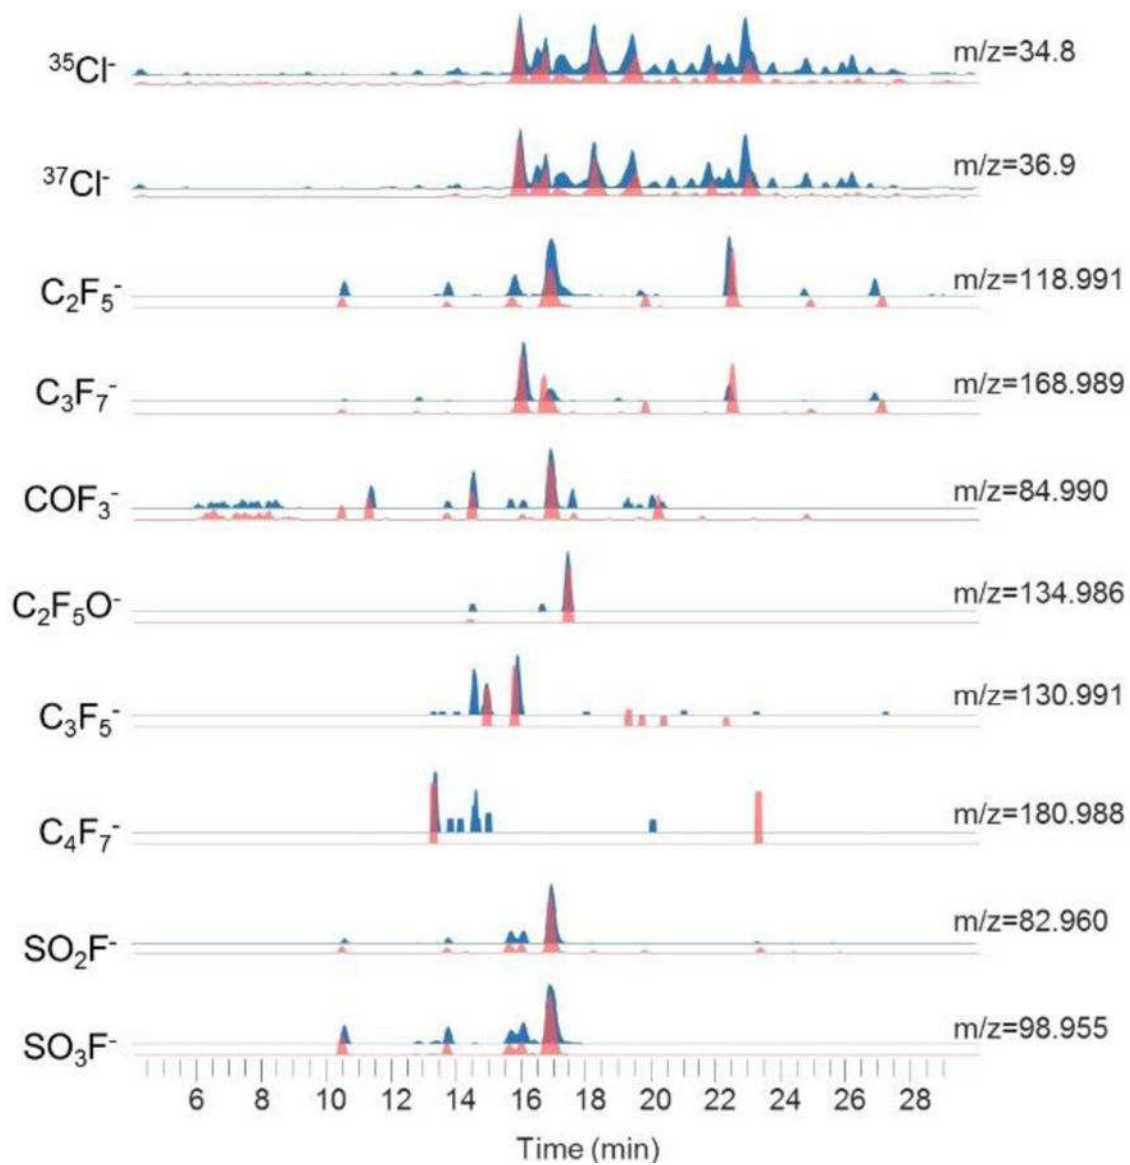 ³⁵Cl⁻ m/z=34.8
³⁷Cl⁻ m/z=36.9
C₂F₅⁻ m/z=118.991
C₃F₇⁻ m/z=168.989
COF₃⁻ m/z=84.990
C₂F₅O⁻ m/z=134.986
C₃F₅⁻ m/z=130.991
C₄F₇⁻ m/z=180.988
SO₂F⁻ m/z=82.960
SO₃F⁻ m/z=98.955
6 8 10 12 14 16 18 20 22 24 26 28
Time (min)